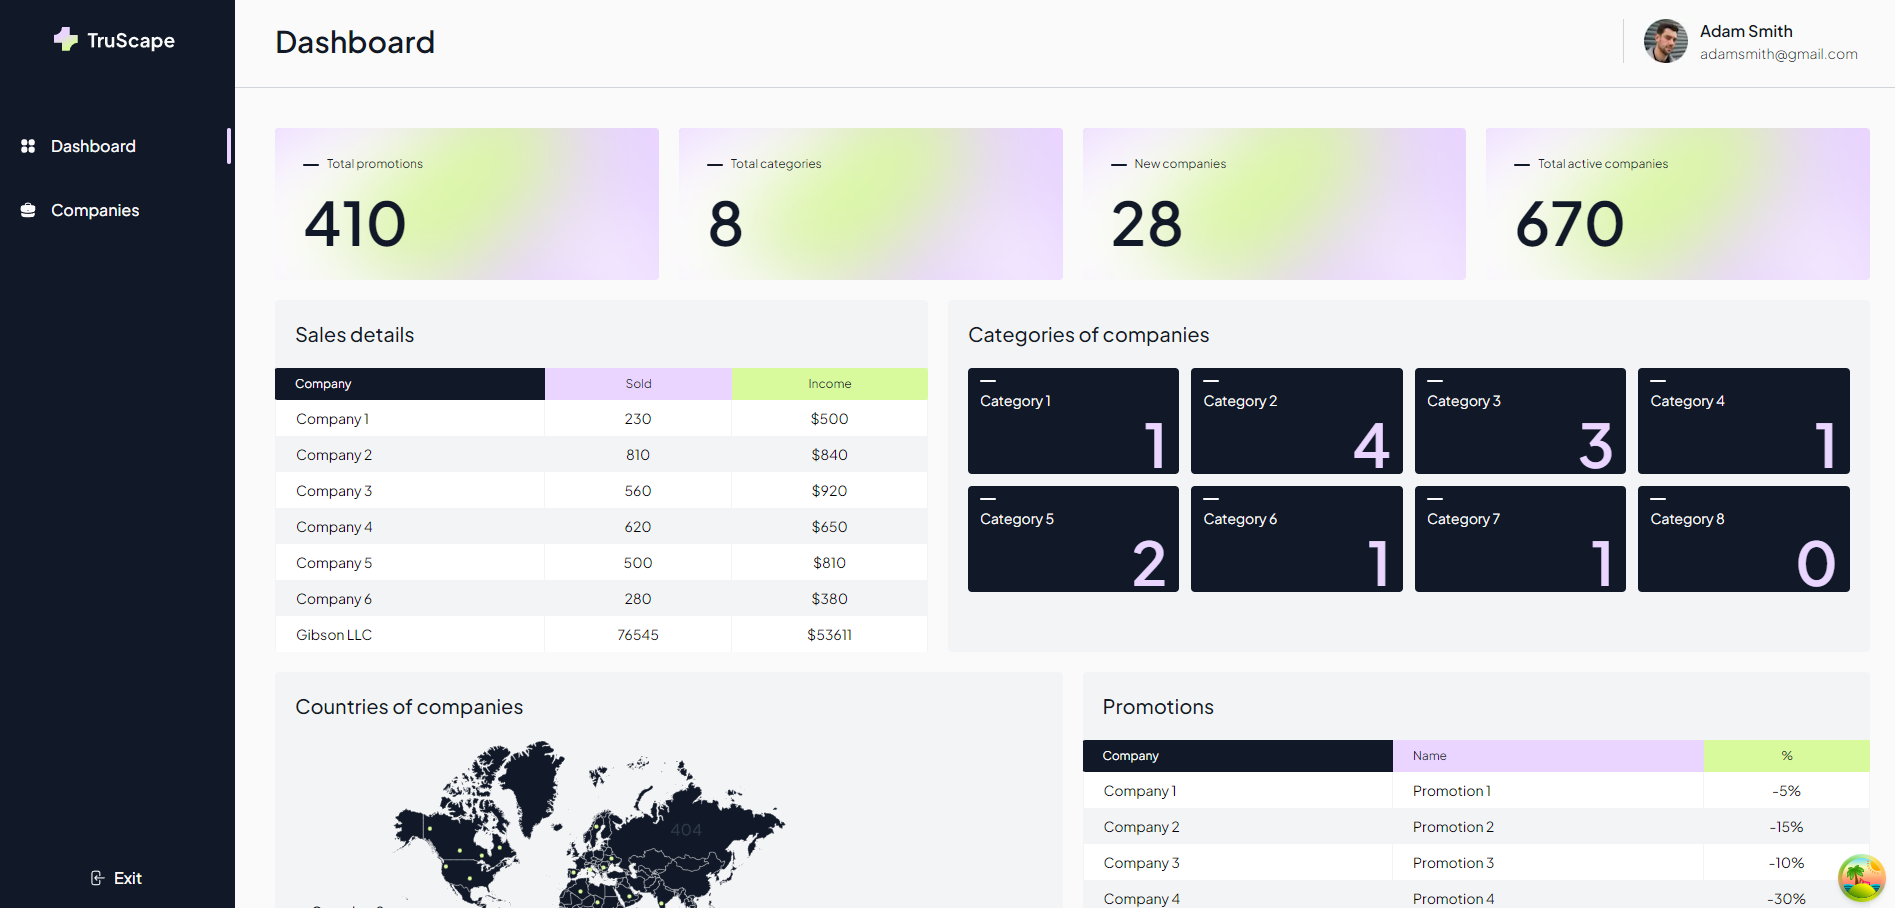 TruScape
Dashboard
Companies
Exit
Dashboard
Adam Smith
adamsmith@gmail.com
Total promotions
410
Total categories
8
New companies
28
Total active companies
670
Sales details
Company Sold Income
Company 1 230 $500
Company 2 810 $840
Company 3 560 $920
Company 4 620 $650
Company 5 500 $810
Company 6 280 $380
Gibson LLC 76545 $53611
Categories of companies
Category 1
1
Category 2
4
Category 3
3
Category 4
1
Category 5
2
Category 6
1
Category 7
1
Category 8
0
Countries of companies
404
Promotions
Company Name %
Company 1 Promotion 1 -5%
Company 2 Promotion 2 -15%
Company 3 Promotion 3 -10%
Company 4 Promotion 4 -30%